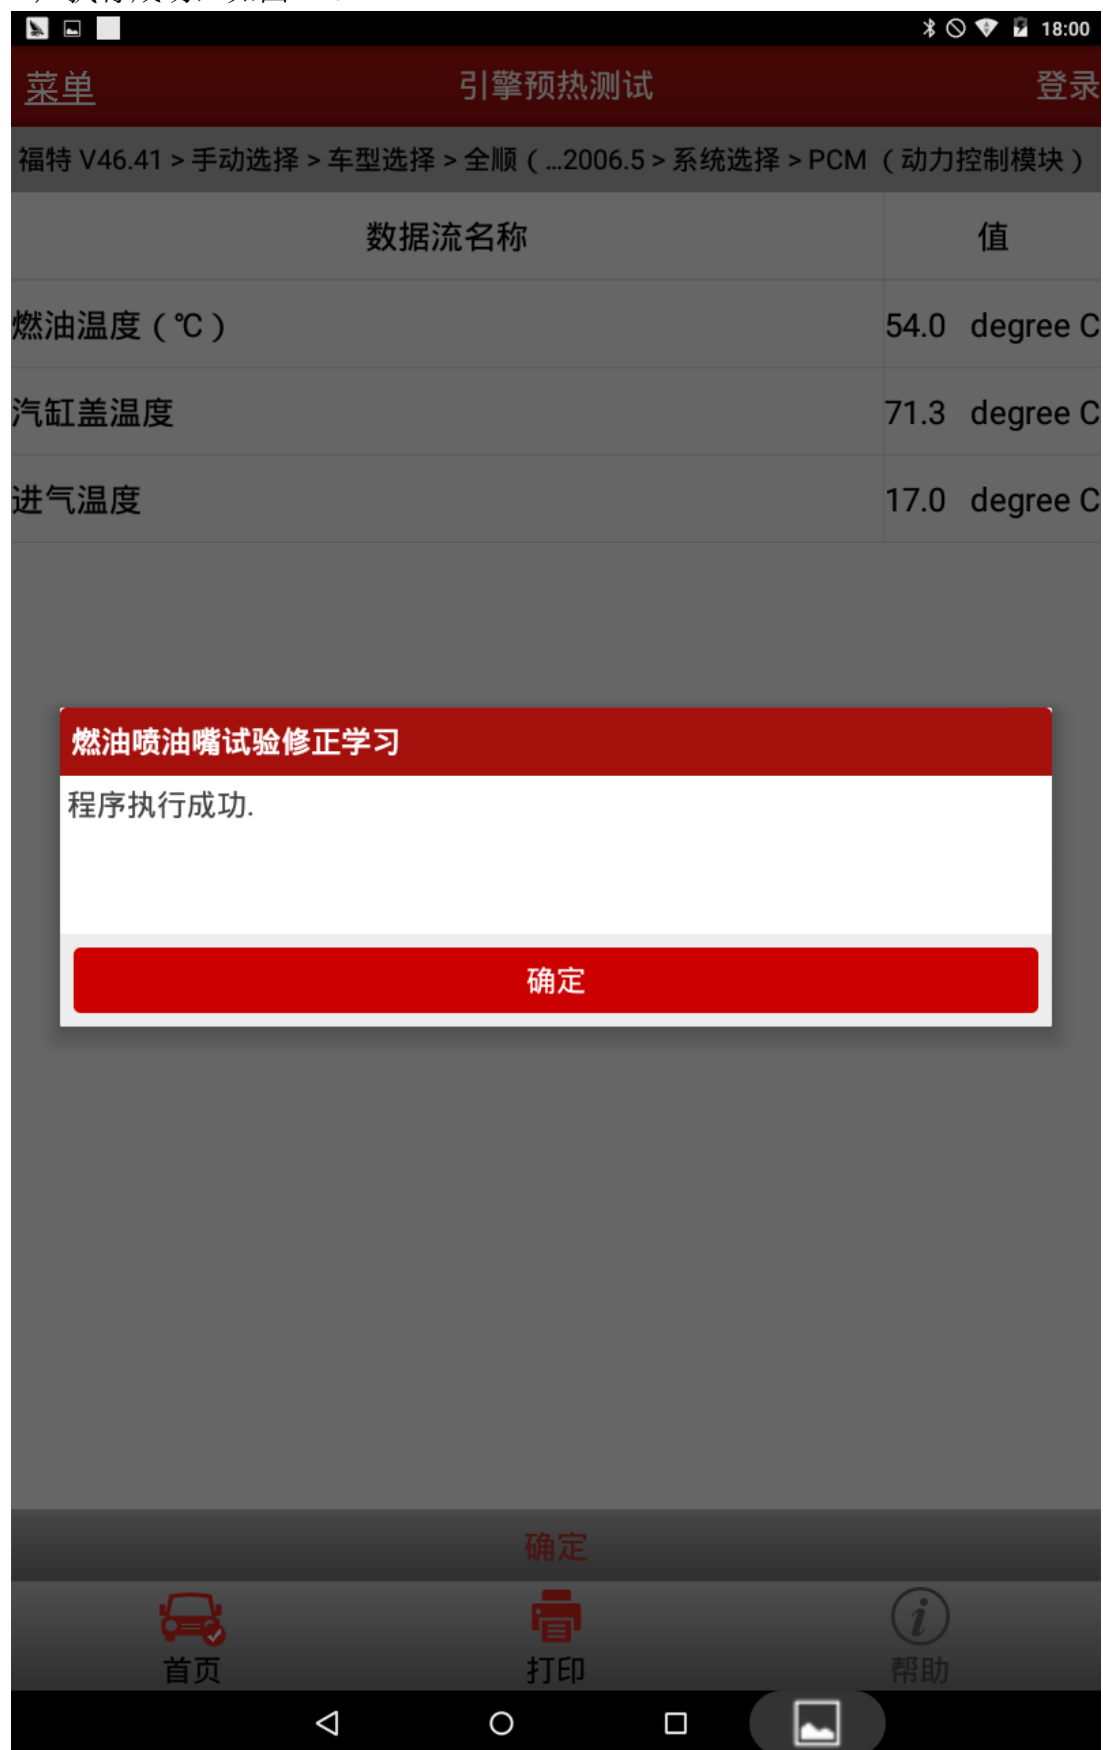 18:00
菜单 引擎预热测试 登录
福特 V46.41 > 手动选择 > 车型选择 > 全顺（...2006.5 > 系统选择 > PCM （动力控制模块）
数据流名称 值
燃油温度（℃） 54.0 degree C
汽缸盖温度 71.3 degree C
进气温度 17.0 degree C
燃油喷油嘴试验修正学习
程序执行成功.
确定
确定
首页 打印 帮助